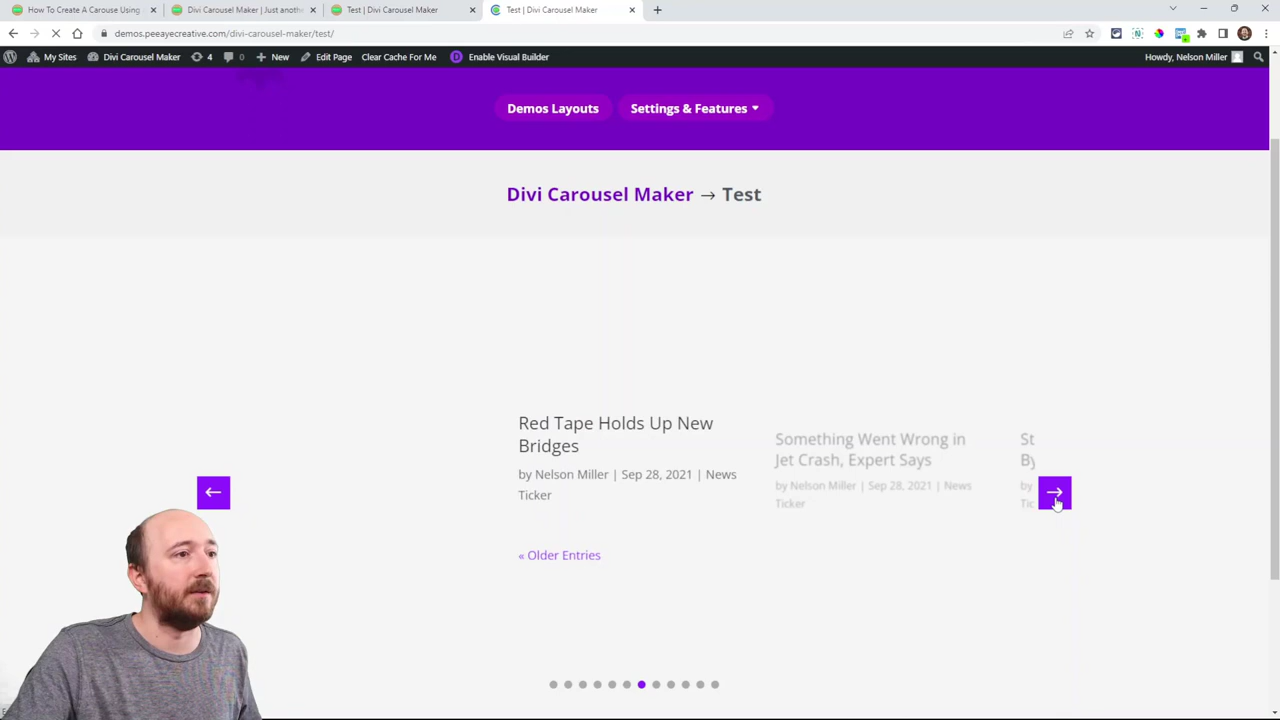 How To Create A Carouse Using
Divi Carousel Maker | Just anoth
Test | Divi Carousel Maker
Test | Divi Carousel Maker
demos.peeayecreative.com/divi-carousel-maker/test/
My Sites
Divi Carousel Maker
4
0
New
Edit Page
Clear Cache For Me
Enable Visual Builder
Howdy, Nelson Miller
Demos Layouts
Settings & Features
Divi Carousel Maker → Test
Red Tape Holds Up New
Bridges
by Nelson Miller | Sep 28, 2021 | News
Ticker
« Older Entries
Something Went Wrong in
Jet Crash, Expert Says
by Nelson Miller | Sep 28, 2021 | News
Ticker
St
By
by
Tic